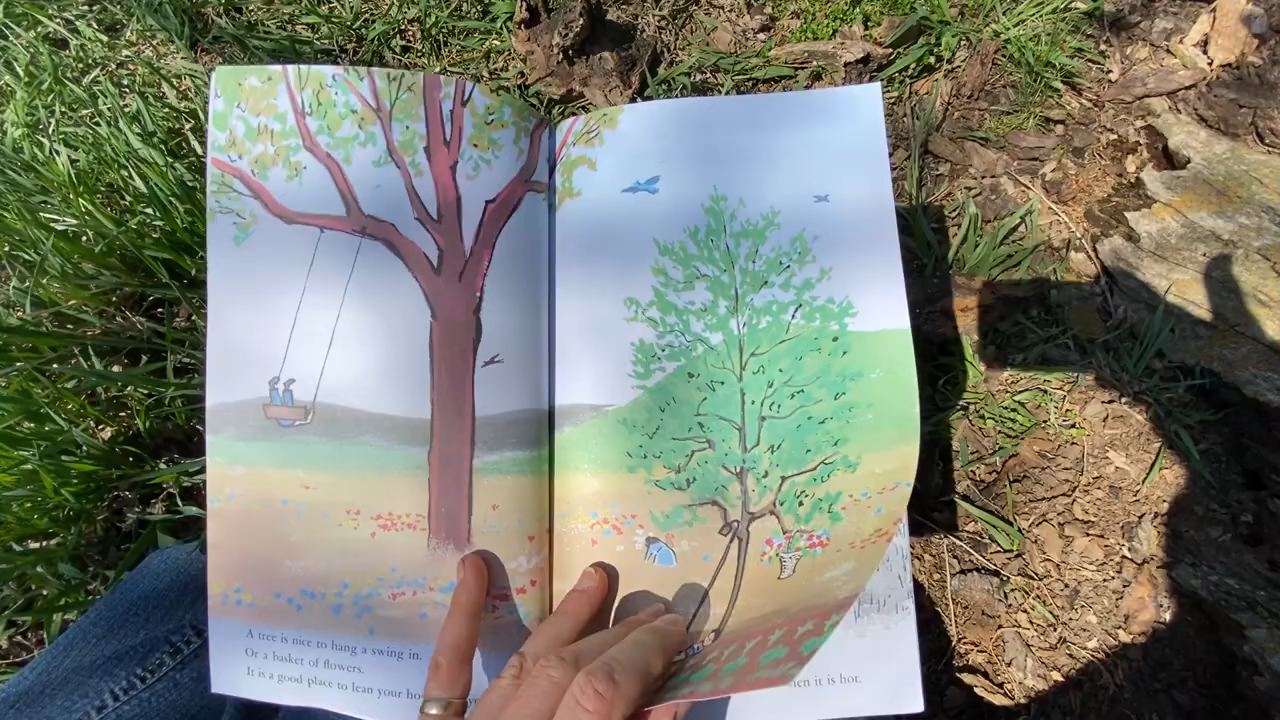 A tree is nice to hang a swing in.
Or a basket of flowers.
It is a good place to lean your
it is hot.